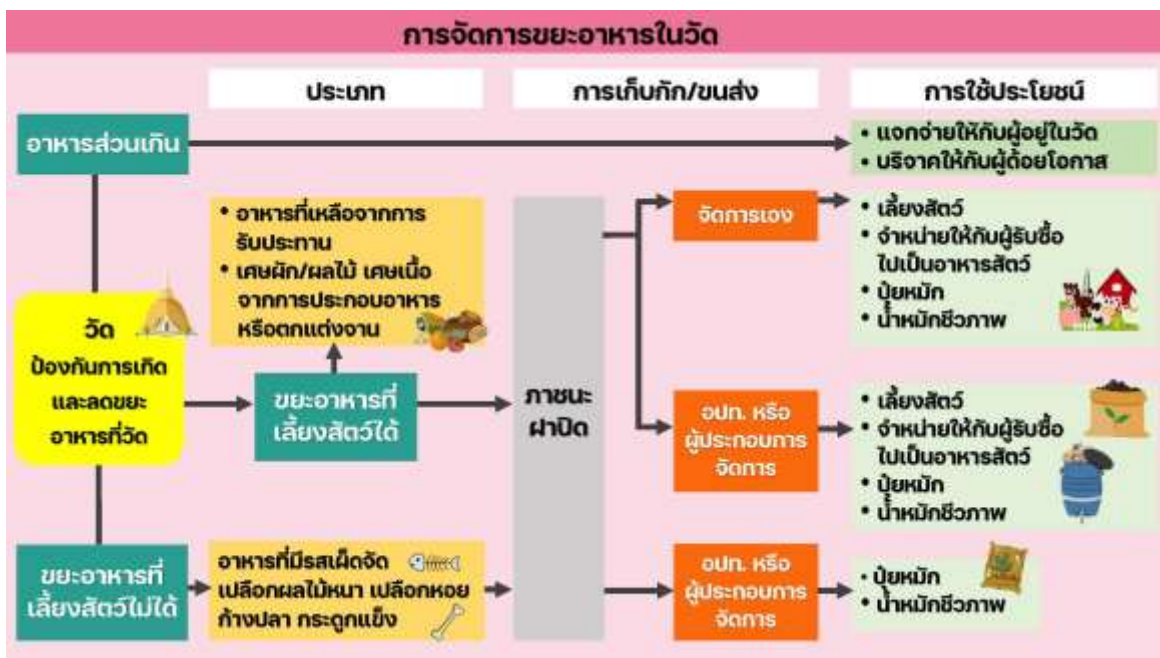 การจัดการขยะอาหารในวัด
ประเภท
การเก็บกัก/ขนส่ง
การใช้ประโยชน์
อาหารส่วนเกิน
• แจกจ่ายให้กับผู้อยู่ในวัด
• บริจาคให้กับผู้ด้อยโอกาส
วัด
ป้องกันการเกิด
และลดขยะ
อาหารที่วัด
• อาหารที่เหลือจากการ
รับประทาน
• เศษผัก/ผลไม้ เศษเนื้อ
จากการประกอบอาหาร
หรือตกแต่งงาน
ขยะอาหารที่
เลี้ยงสัตว์ได้
ภาชนะ
ฝาปิด
จัดการเอง
• เลี้ยงสัตว์
• จำหน่ายให้กับผู้รับซื้อ
ไปเป็นอาหารสัตว์
• ปุ๋ยหมัก
• น้ำหมักชีวภาพ
อปท. หรือ
ผู้ประกอบการ
จัดการ
• เลี้ยงสัตว์
• จำหน่ายให้กับผู้รับซื้อ
ไปเป็นอาหารสัตว์
• ปุ๋ยหมัก
• น้ำหมักชีวภาพ
ขยะอาหารที่
เลี้ยงสัตว์ไม่ได้
อาหารที่มีรสเผ็ดจัด
เปลือกผลไม้หนา เปลือกหอย
ก้างปลา กระดูกแข็ง
อปท. หรือ
ผู้ประกอบการ
จัดการ
• ปุ๋ยหมัก
• น้ำหมักชีวภาพ